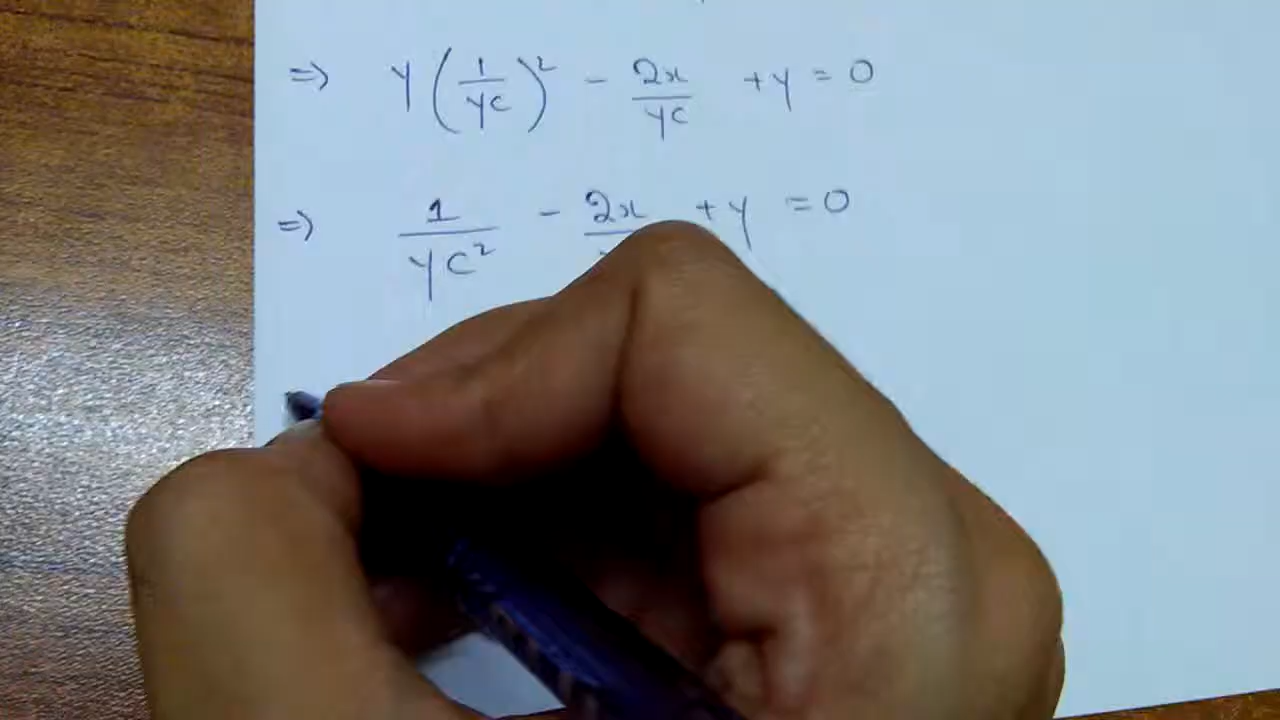 ⇒ y(1/yc)² - 2x/yc + y = 0
⇒ 1/yc² - 2x + y = 0